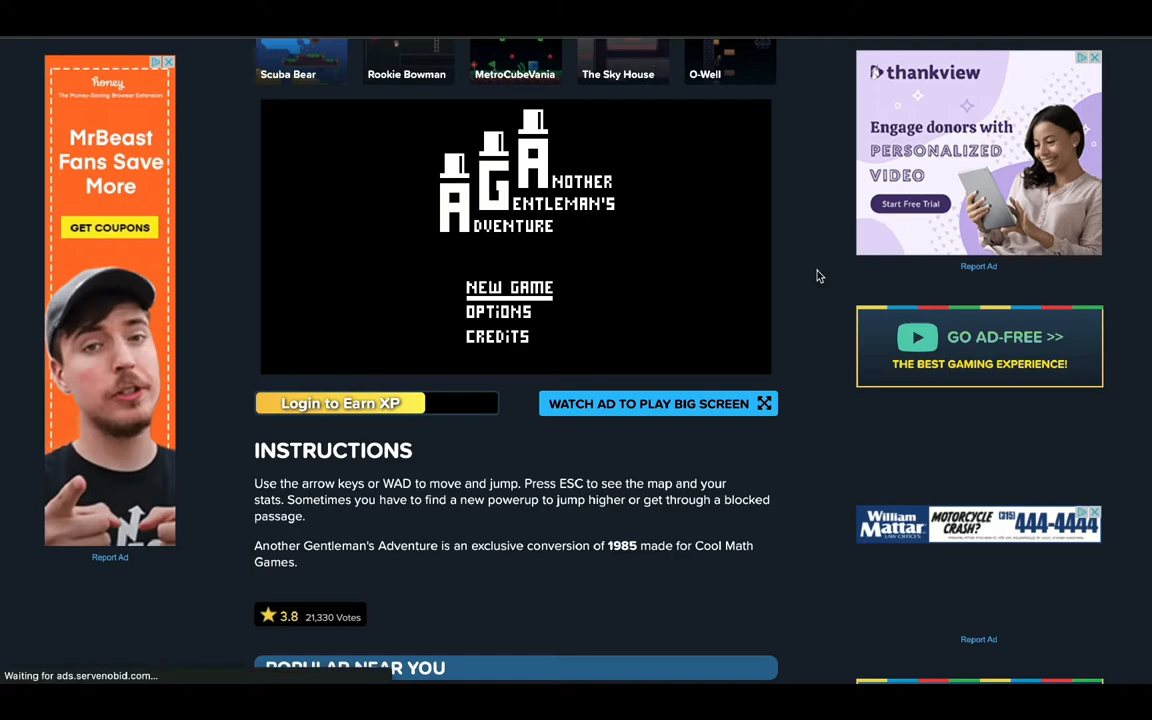 Scuba Bear
Rookie Bowman
MetroCubeVania
The Sky House
O-Well
honey
The Money-Saving Browser Extension
MrBeast
Fans Save
More
GET COUPONS
Report Ad
ANOTHER
GENTLEMAN'S
ADVENTURE
NEW GAME
OPTiONS
CREDiTS
thankview
Engage donors with
PERSONALIZED
VIDEO
Start Free Trial
Report Ad
GO AD-FREE >>
THE BEST GAMING EXPERIENCE!
Login to Earn XP
WATCH AD TO PLAY BIG SCREEN
INSTRUCTIONS
Use the arrow keys or WAD to move and jump. Press ESC to see the map and your
stats. Sometimes you have to find a new powerup to jump higher or get through a blocked
passage.
Another Gentleman's Adventure is an exclusive conversion of 1985 made for Cool Math
Games.
William
Mattar
LAW OFFICES
MOTORCYCLE
CRASH?
(315)
444-4444
Report Ad
3.8 21,330 Votes
POPULAR NEAR YOU
Waiting for ads.servenobid.com...